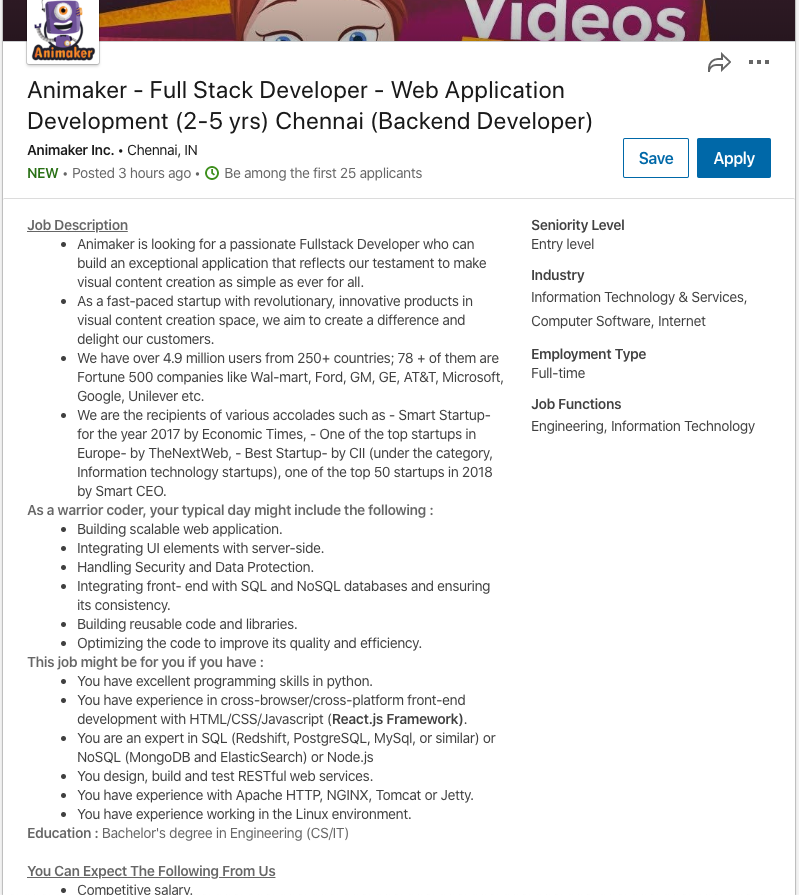 Videos
Animaker
Animaker - Full Stack Developer - Web Application
Development (2-5 yrs) Chennai (Backend Developer)
Animaker Inc. • Chennai, IN
NEW • Posted 3 hours ago • Be among the first 25 applicants
Save
Apply
Job Description
• Animaker is looking for a passionate Fullstack Developer who can
build an exceptional application that reflects our testament to make
visual content creation as simple as ever for all.
• As a fast-paced startup with revolutionary, innovative products in
visual content creation space, we aim to create a difference and
delight our customers.
• We have over 4.9 million users from 250+ countries; 78 + of them are
Fortune 500 companies like Wal-mart, Ford, GM, GE, AT&T, Microsoft,
Google, Unilever etc.
• We are the recipients of various accolades such as - Smart Startup-
for the year 2017 by Economic Times, - One of the top startups in
Europe- by TheNextWeb, - Best Startup- by CII (under the category,
Information technology startups), one of the top 50 startups in 2018
by Smart CEO.
As a warrior coder, your typical day might include the following :
• Building scalable web application.
• Integrating UI elements with server-side.
• Handling Security and Data Protection.
• Integrating front- end with SQL and NoSQL databases and ensuring
its consistency.
• Building reusable code and libraries.
• Optimizing the code to improve its quality and efficiency.
This job might be for you if you have :
• You have excellent programming skills in python.
• You have experience in cross-browser/cross-platform front-end
development with HTML/CSS/Javascript (React.js Framework).
• You are an expert in SQL (Redshift, PostgreSQL, MySql, or similar) or
NoSQL (MongoDB and ElasticSearch) or Node.js
• You design, build and test RESTful web services.
• You have experience with Apache HTTP, NGINX, Tomcat or Jetty.
• You have experience working in the Linux environment.
Education : Bachelor's degree in Engineering (CS/IT)
You Can Expect The Following From Us
• Competitive salary.
Seniority Level
Entry level
Industry
Information Technology & Services,
Computer Software, Internet
Employment Type
Full-time
Job Functions
Engineering, Information Technology